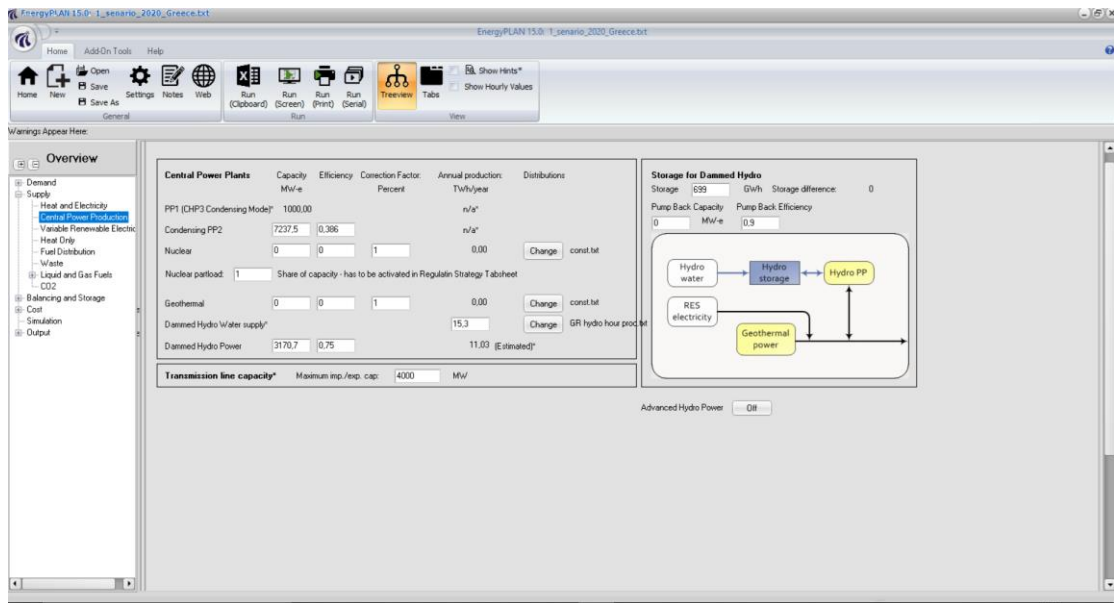 EnergyPLAN 15.0: 1_senario_2020_Greece.txt
EnergyPLAN 15.0: 1_senario_2020_Greece.txt
Home Add-On Tools Help
Home New Open Save Save As Settings Notes Web
Run (Clipboard) Run (Screen) Run (Print) Run (Serial)
Treeview Tabs Show Hints* Show Hourly Values
General Run View
Warnings Appear Here:
Overview
Demand
Supply
Heat and Electricity
Central Power Production
Variable Renewable Electric
Heat Only
Fuel Distribution
Waste
Liquid and Gas Fuels
CO2
Balancing and Storage
Cost
Simulation
Output
Central Power Plants Capacity Efficiency Correction Factor: Annual production: Distributions
MW-e Percent TWh/year
PP1 (CHP3 Condensing Mode)* 1000,00 n/a*
Condensing PP2 7237,5 0,386 n/a*
Nuclear 0 0 1 0,00 Change const.txt
Nuclear partload: 1 Share of capacity - has to be activated in Regulatin Strategy Tabsheet
Geothermal 0 0 1 0,00 Change const.txt
Dammed Hydro Water supply* 15,3 Change GR hydro hour prod.txt
Dammed Hydro Power 3170,7 0,75 11,03 (Estimated)*
Transmission line capacity* Maximum imp./exp. cap: 4000 MW
Storage for Dammed Hydro
Storage 699 GWh Storage difference: 0
Pump Back Capacity Pump Back Efficiency
0 MW-e 0,9
Hydro water
Hydro storage
Hydro PP
RES electricity
Geothermal power
Advanced Hydro Power Off